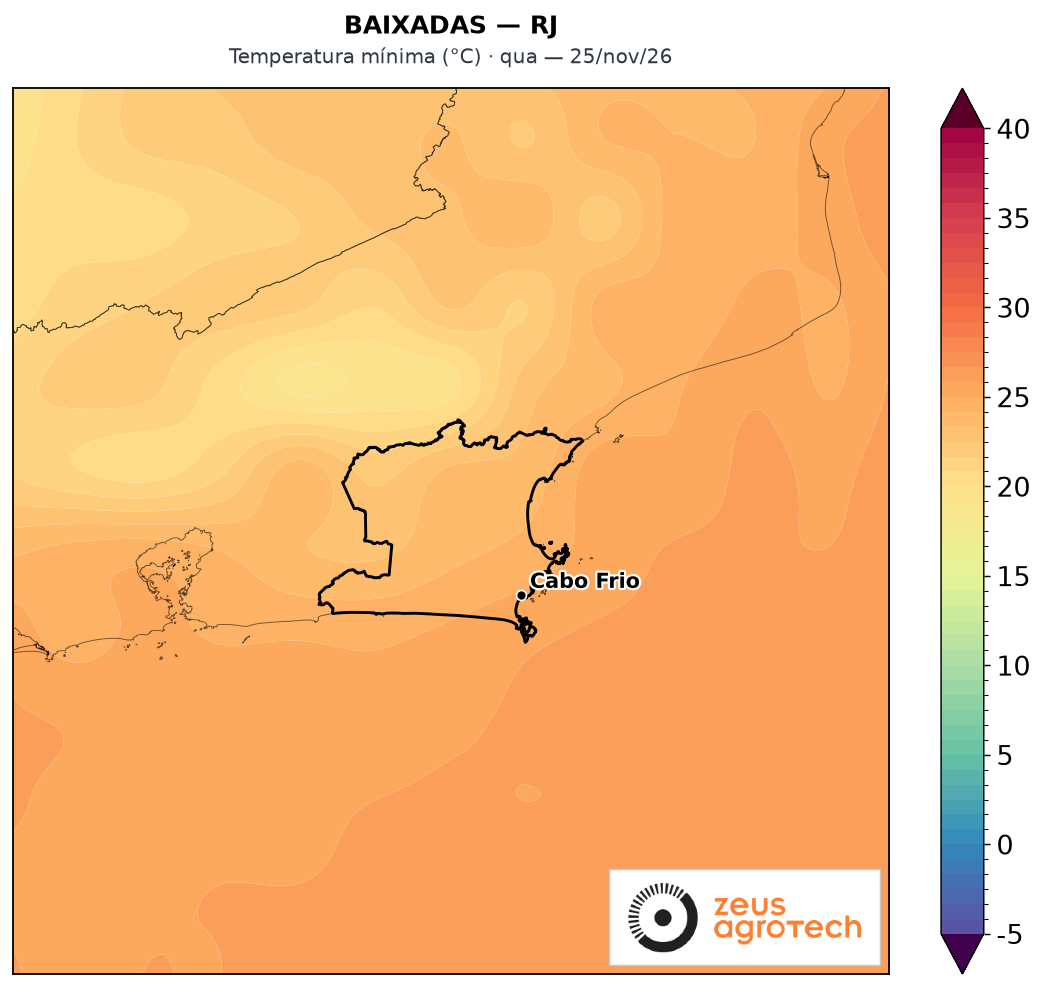 BAIXADAS — RJ
Temperatura mínima (°C) · qua — 25/nov/26
40
35
30
25
20
15
10
5
0
-5
Cabo Frio
zeus
agroTech